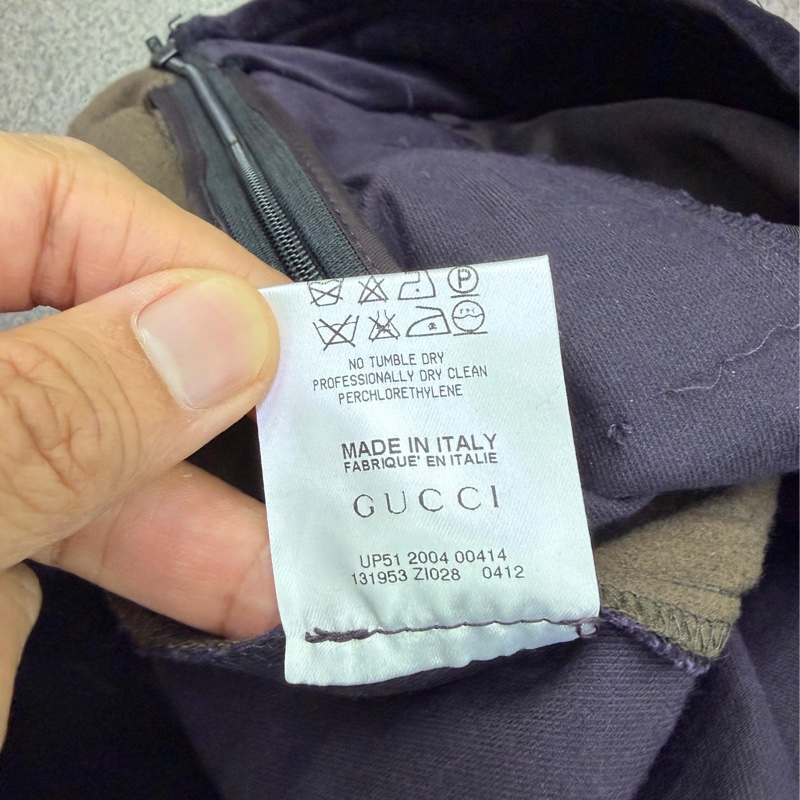 P
NO TUMBLE DRY
PROFESSIONALLY DRY CLEAN
PERCHLORETHYLENE
MADE IN ITALY
FABRIQUE' EN ITALIE
GUCCI
UP51 2004 00414
131953 ZI028 0412